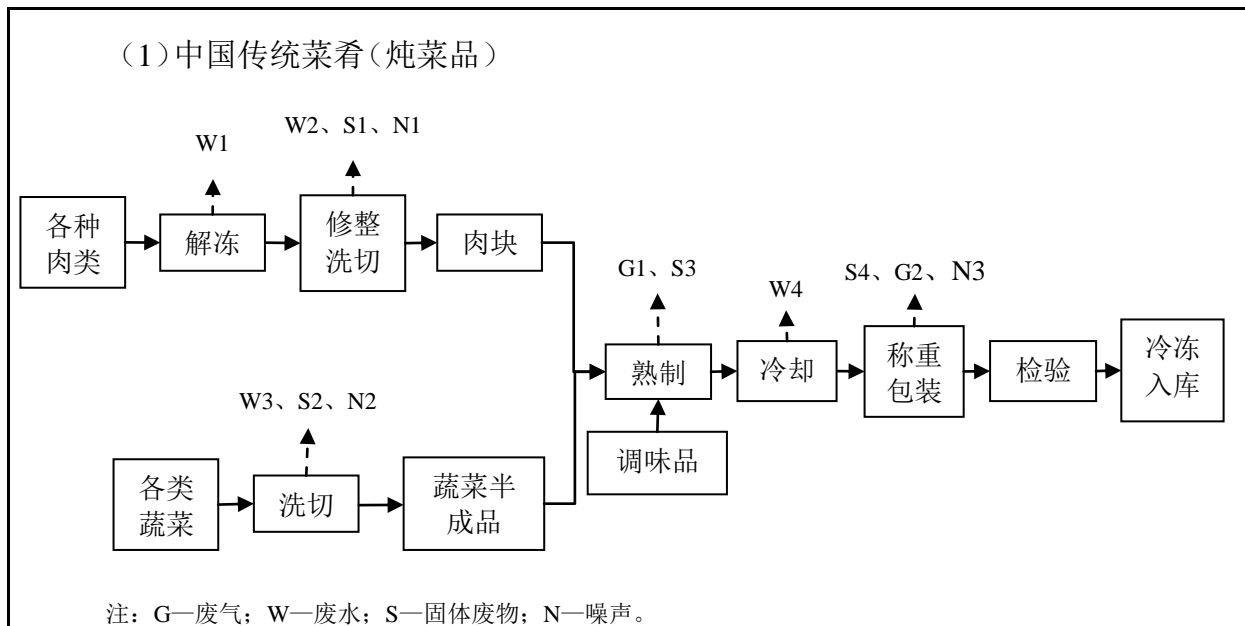 （1）中国传统菜肴（炖菜品）
W1
W2、S1、N1
各种
肉类
解冻
修整
洗切
肉块
G1、S3
W4
S4、G2、N3
熟制
冷却
称重
包装
检验
冷冻
入库
调味品
W3、S2、N2
各类
蔬菜
洗切
蔬菜半
成品
注：G—废气；W—废水；S—固体废物；N—噪声。